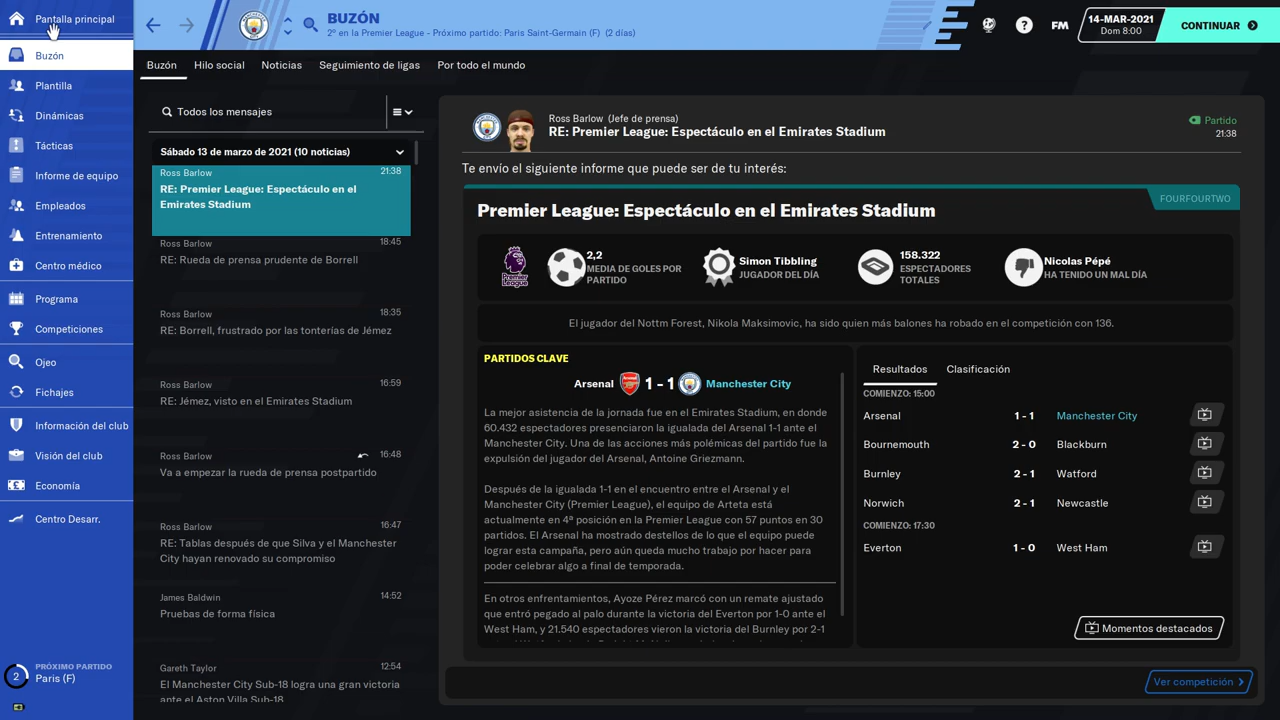 Pantalla principal
Buzón
Plantilla
Dinámicas
Tácticas
Informe de equipo
Empleados
Entrenamiento
Centro médico
Programa
Competiciones
Ojeo
Fichajes
Información del club
Visión del club
Economía
Centro Desarr.
2
PRÓXIMO PARTIDO
Paris (F)
BUZÓN
2º en la Premier League - Próximo partido: Paris Saint-Germain (F) (2 días)
?
FM
14-MAR-2021
Dom 8:00
CONTINUAR
Buzón
Hilo social
Noticias
Seguimiento de ligas
Por todo el mundo
Todos los mensajes
Sábado 13 de marzo de 2021 (10 noticias)
Ross Barlow 21:38
RE: Premier League: Espectáculo en el
Emirates Stadium
Ross Barlow 18:45
RE: Rueda de prensa prudente de Borrell
Ross Barlow 18:35
RE: Borrell, frustrado por las tonterías de Jémez
Ross Barlow 16:59
RE: Jémez, visto en el Emirates Stadium
Ross Barlow 16:48
Va a empezar la rueda de prensa postpartido
Ross Barlow 16:47
RE: Tablas después de que Silva y el Manchester
City hayan renovado su compromiso
James Baldwin 14:52
Pruebas de forma física
Gareth Taylor 12:54
El Manchester City Sub-18 logra una gran victoria
ante el Aston Villa Sub-18
Ross Barlow (Jefe de prensa)
RE: Premier League: Espectáculo en el Emirates Stadium
Partido
21:38
Te envío el siguiente informe que puede ser de tu interés:
FOURFOURTWO
Premier League: Espectáculo en el Emirates Stadium
Premier League
2,2
MEDIA DE GOLES POR
PARTIDO
Simon Tibbling
JUGADOR DEL DÍA
158.322
ESPECTADORES
TOTALES
Nicolas Pépé
HA TENIDO UN MAL DÍA
El jugador del Nottm Forest, Nikola Maksimovic, ha sido quien más balones ha robado en el competición con 136.
PARTIDOS CLAVE
Arsenal 1 - 1 Manchester City
La mejor asistencia de la jornada fue en el Emirates Stadium, en donde
60.432 espectadores presenciaron la igualada del Arsenal 1-1 ante el
Manchester City. Una de las acciones más polémicas del partido fue la
expulsión del jugador del Arsenal, Antoine Griezmann.
Después de la igualada 1-1 en el encuentro entre el Arsenal y el
Manchester City (Premier League), el equipo de Arteta está
actualmente en 4ª posición en la Premier League con 57 puntos en 30
partidos. El Arsenal ha mostrado destellos de lo que el equipo puede
lograr esta campaña, pero aún queda mucho trabajo por hacer para
poder celebrar algo a final de temporada.
En otros enfrentamientos, Ayoze Pérez marcó con un remate ajustado
que entró pegado al palo durante la victoria del Everton por 1-0 ante el
West Ham, y 21.540 espectadores vieron la victoria del Burnley por 2-1
Resultados
Clasificación
COMIENZO: 15:00
Arsenal 1 - 1 Manchester City
Bournemouth 2 - 0 Blackburn
Burnley 2 - 1 Watford
Norwich 2 - 1 Newcastle
COMIENZO: 17:30
Everton 1 - 0 West Ham
Momentos destacados
Ver competición